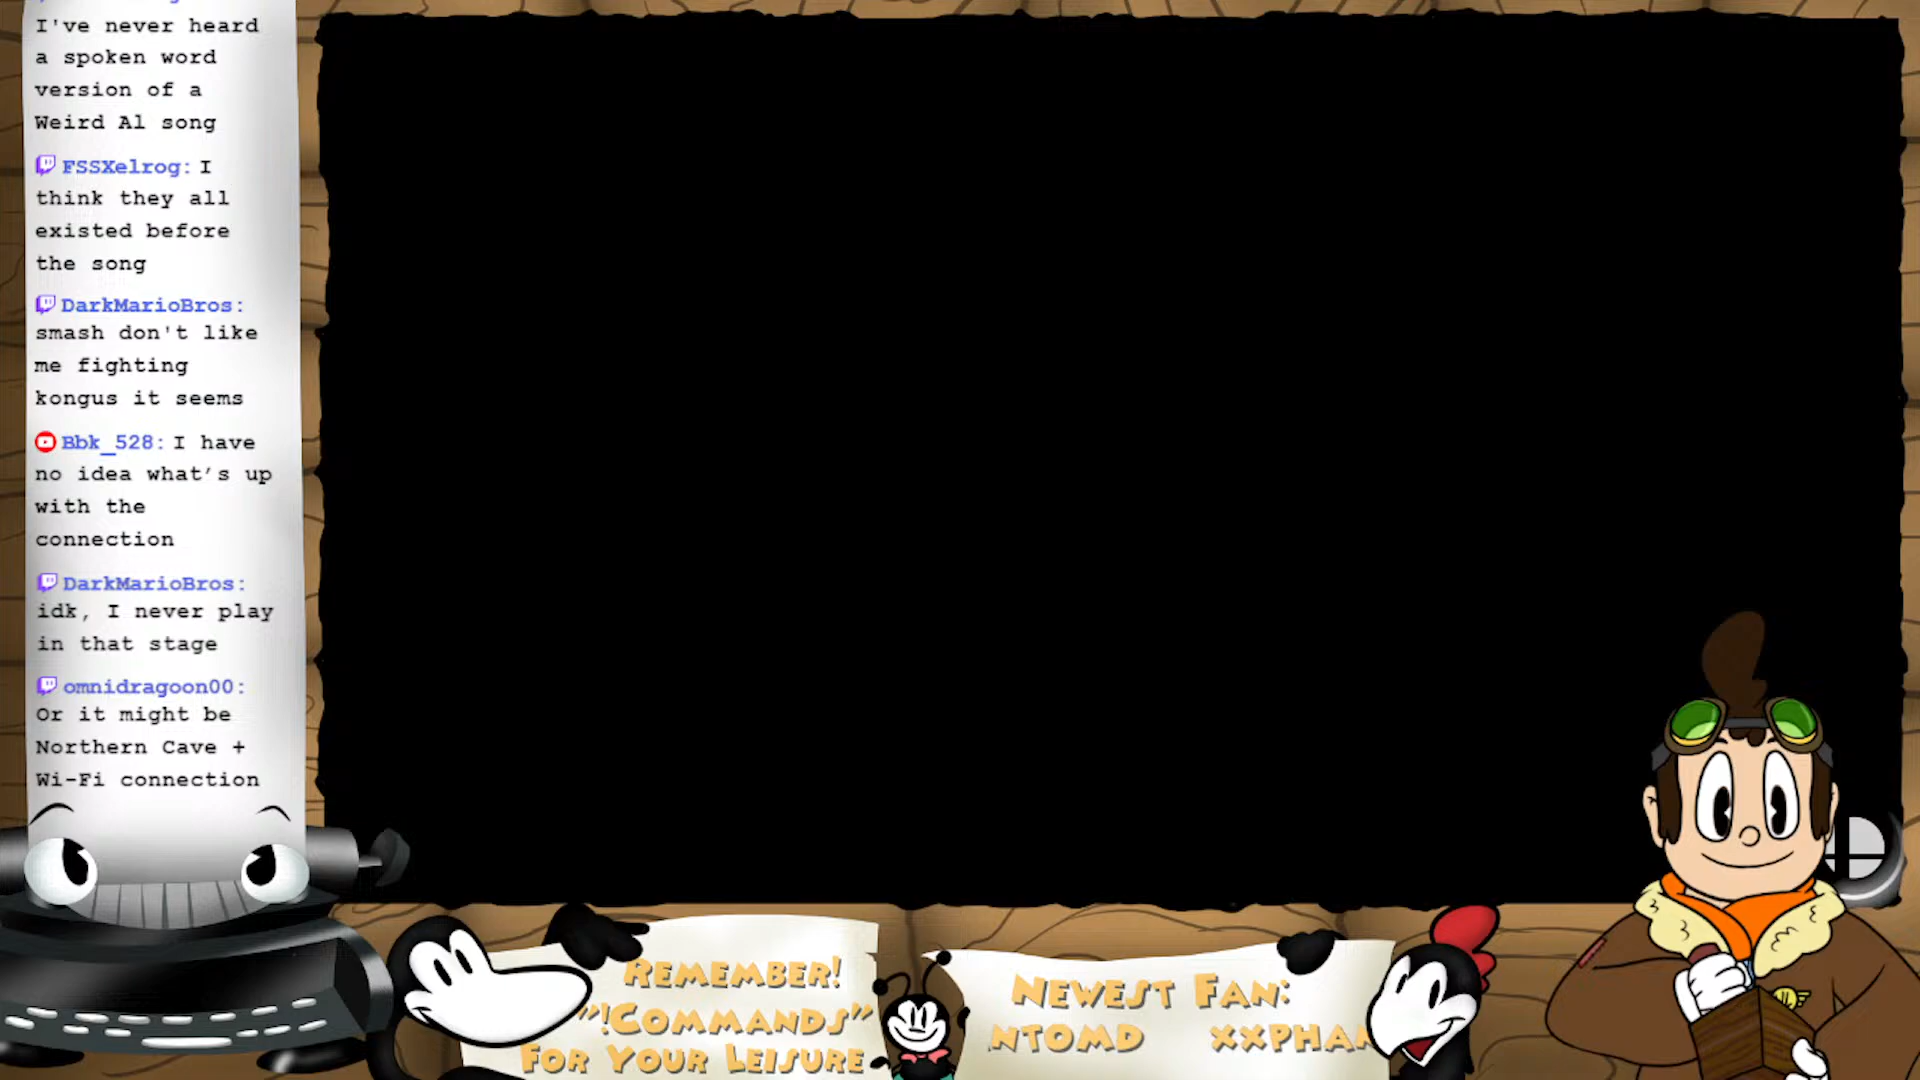 I've never heard
a spoken word
version of a
Weird Al song
FSSXelrog: I
think they all
existed before
the song
DarkMarioBros:
smash don't like
me fighting
kongus it seems
Bbk_528: I have
no idea what’s up
with the
connection
DarkMarioBros:
idk, I never play
in that stage
omnidragoon00:
Or it might be
Northern Cave +
Wi-Fi connection
Remember!
"!Commands"
For Your Leisure
Newest Fan:
NTOMD xxPHAN